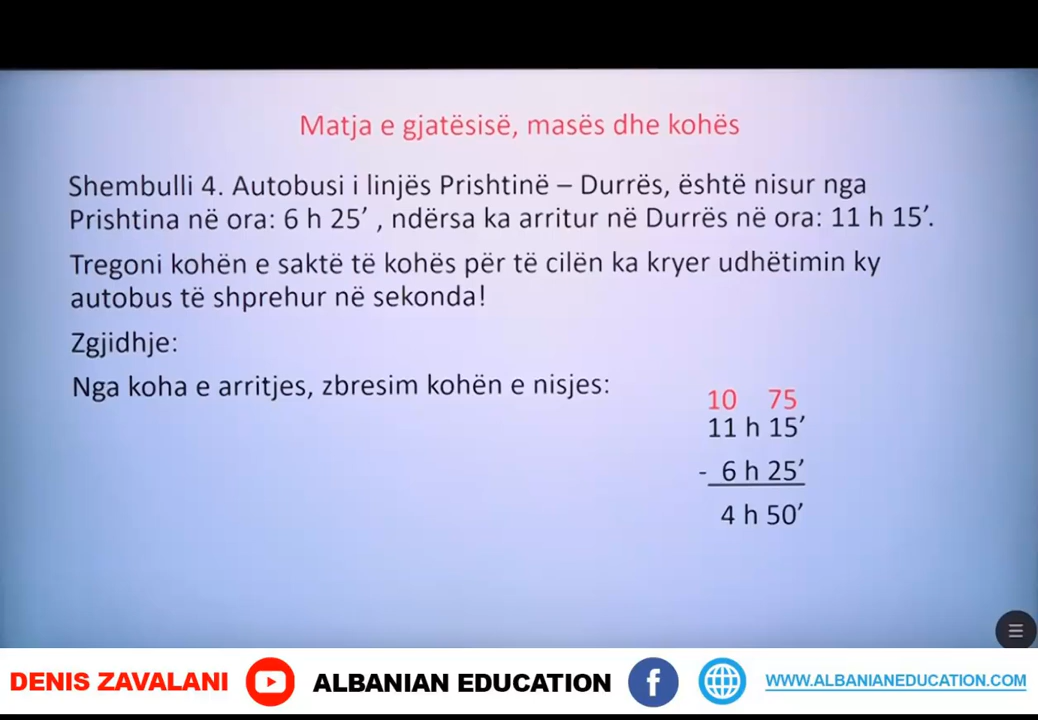 Matja e gjatësisë, masës dhe kohës
Shembulli 4. Autobusi i linjës Prishtinë – Durrës, është nisur nga
Prishtina në ora: 6 h 25’ , ndërsa ka arritur në Durrës në ora: 11 h 15’.
Tregoni kohën e saktë të kohës për të cilën ka kryer udhëtimin ky
autobus të shprehur në sekonda!
Zgjidhje:
Nga koha e arritjes, zbresim kohën e nisjes:
10 75
11 h 15’
- 6 h 25’
4 h 50’
DENIS ZAVALANI ALBANIAN EDUCATION f WWW.ALBANIANEDUCATION.COM